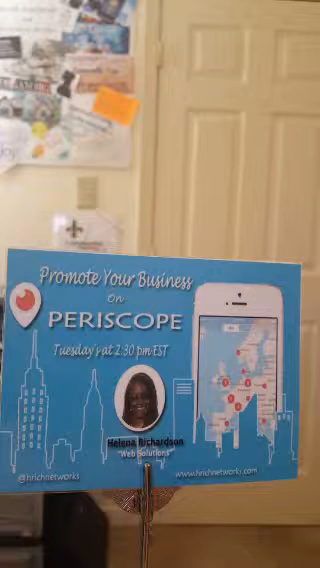 Promote Your Business
on
PERISCOPE
Tuesday's at 2:30 pm EST
Helena Richardson
"Web Solutions"
@hrichnetworks
www.hrichnetworks.com